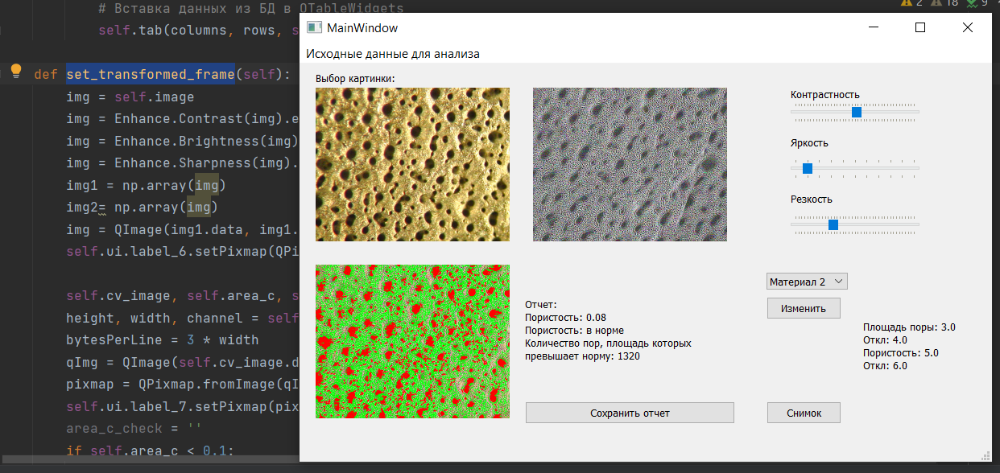 # Вставка данных из БД в QTableWidgets
self.tab(columns, rows, s
2 18 9
def set_transformed_frame(self):
img = self.image
img = Enhance.Contrast(img).e
img = Enhance.Brightness(img)
img = Enhance.Sharpness(img).
img1 = np.array(img)
img2= np.array(img)
img = QImage(img1.data, img1.
self.ui.label_6.setPixmap(QPi
self.cv_image, self.area_c, s
height, width, channel = self
bytesPerLine = 3 * width
qImg = QImage(self.cv_image.d
pixmap = QPixmap.fromImage(qI
self.ui.label_7.setPixmap(pix
area_c_check = ''
if self.area_c < 0.1:
MainWindow
Исходные данные для анализа
Выбор картинки:
Контрастность
Яркость
Резкость
Материал 2
Изменить
Отчет:
Пористость: 0.08
Пористость: в норме
Количество пор, площадь которых
превышает норму: 1320
Площадь поры: 3.0
Откл: 4.0
Пористость: 5.0
Откл: 6.0
Сохранить отчет
Снимок